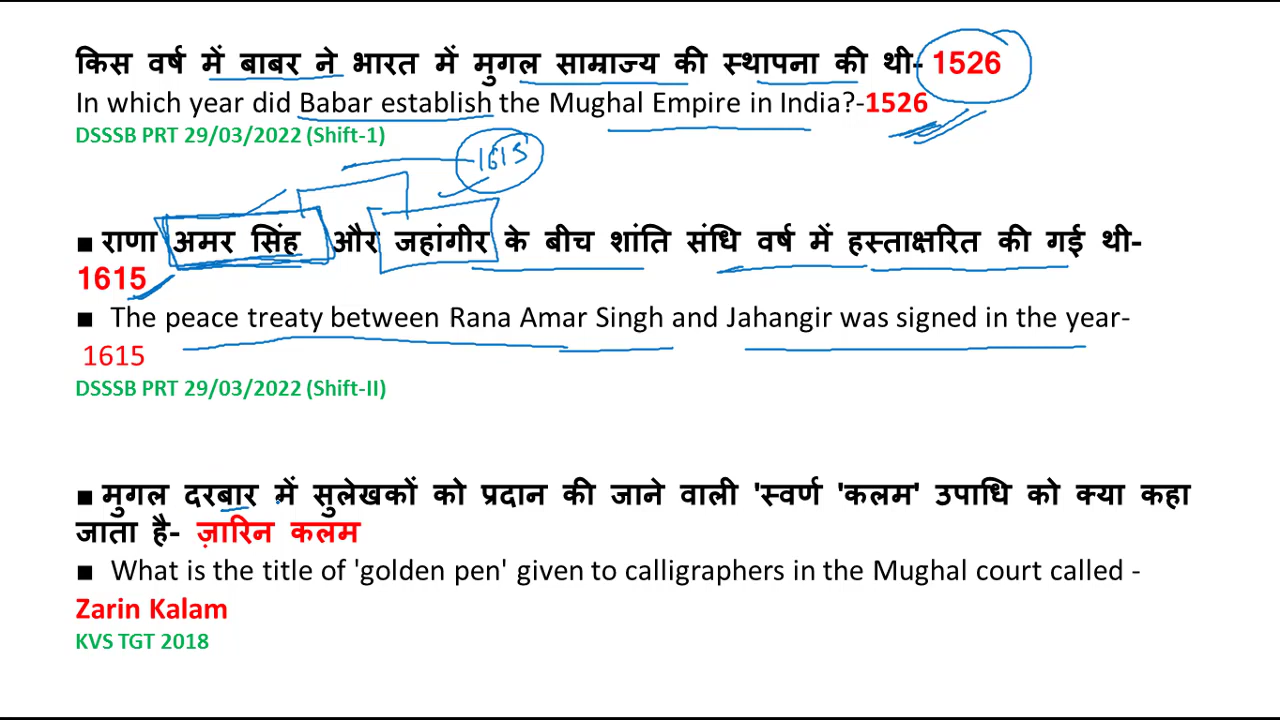 किस वर्ष में बाबर ने भारत में मुगल साम्राज्य की स्थापना की थी- 1526
In which year did Babar establish the Mughal Empire in India?-1526
DSSSB PRT 29/03/2022 (Shift-1)
1615
■ राणा अमर सिंह और जहांगीर के बीच शांति संधि वर्ष में हस्ताक्षरित की गई थी-
1615
■ The peace treaty between Rana Amar Singh and Jahangir was signed in the year-
1615
DSSSB PRT 29/03/2022 (Shift-II)
■ मुगल दरबार में सुलेखकों को प्रदान की जाने वाली 'स्वर्ण 'कलम' उपाधि को क्या कहा
जाता है- ज़ारिन कलम
■ What is the title of 'golden pen' given to calligraphers in the Mughal court called -
Zarin Kalam
KVS TGT 2018